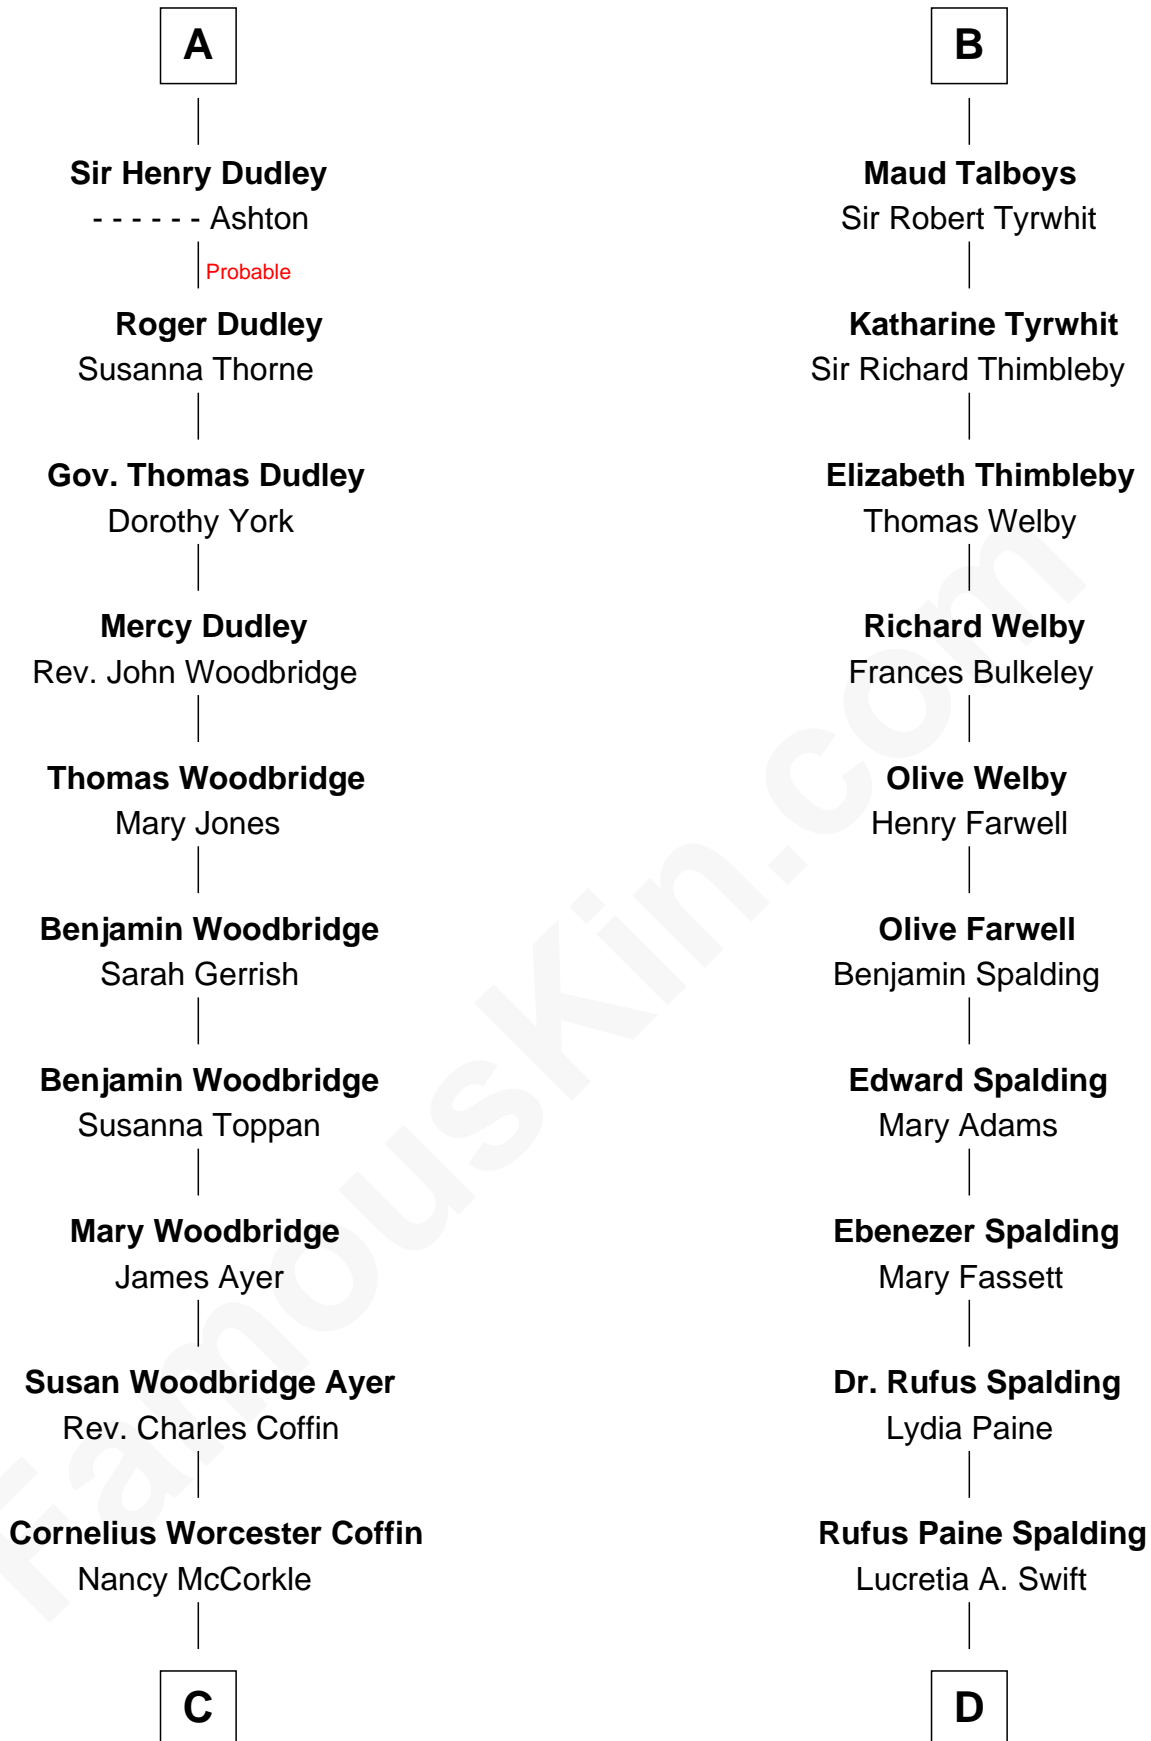 A
Sir Henry Dudley
- - - - - - Ashton
Probable
Roger Dudley
Susanna Thorne
Gov. Thomas Dudley
Dorothy York
Mercy Dudley
Rev. John Woodbridge
Thomas Woodbridge
Mary Jones
Benjamin Woodbridge
Sarah Gerrish
Benjamin Woodbridge
Susanna Toppan
Mary Woodbridge
James Ayer
Susan Woodbridge Ayer
Rev. Charles Coffin
Cornelius Worcester Coffin
Nancy McCorkle
C
B
Maud Talboys
Sir Robert Tyrwhit
Katharine Tyrwhit
Sir Richard Thimbleby
Elizabeth Thimbleby
Thomas Welby
Richard Welby
Frances Bulkeley
Olive Welby
Henry Farwell
Olive Farwell
Benjamin Spalding
Edward Spalding
Mary Adams
Ebenezer Spalding
Mary Fassett
Dr. Rufus Spalding
Lydia Paine
Rufus Paine Spalding
Lucretia A. Swift
D
FamousKin.com